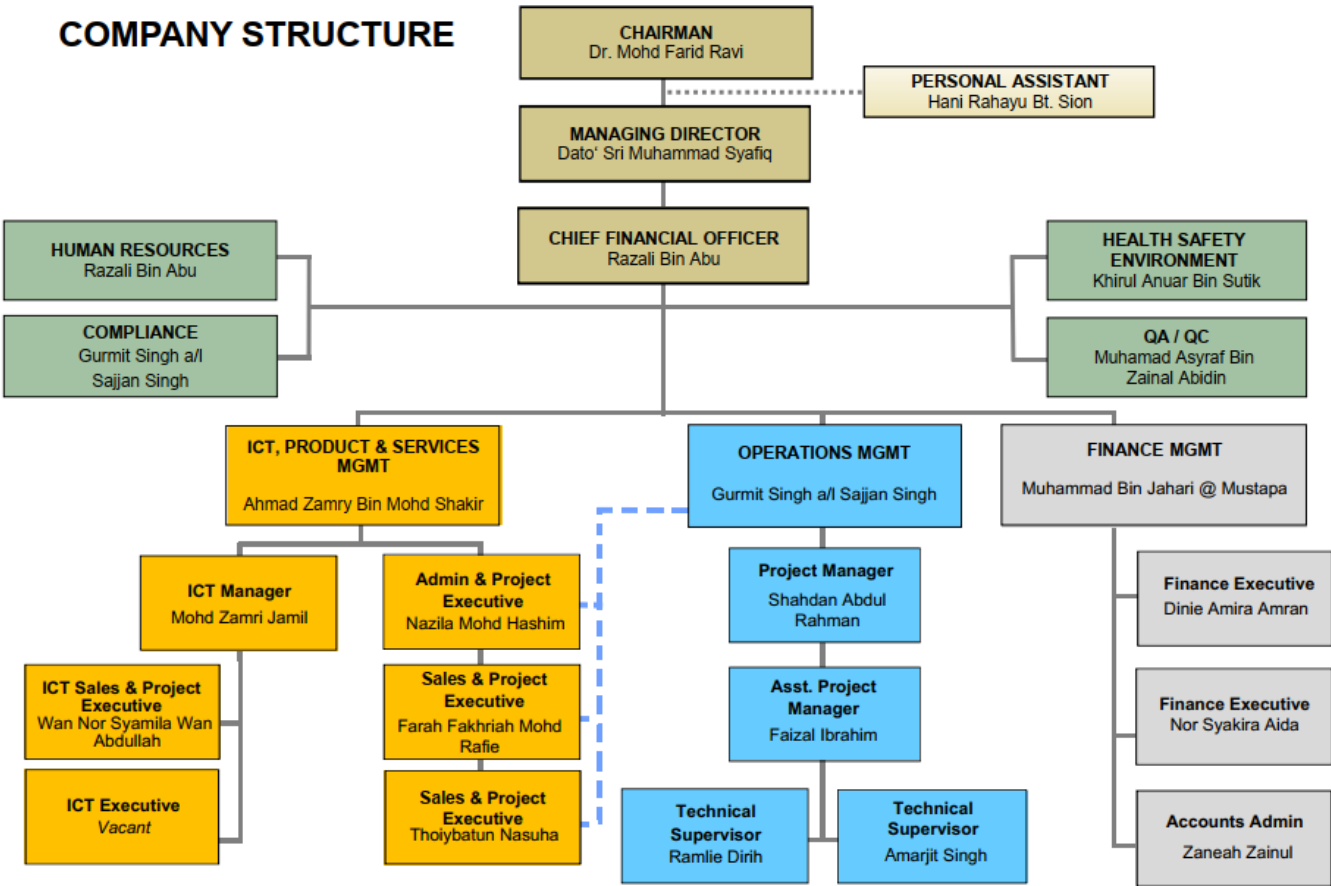 COMPANY STRUCTURE
CHAIRMAN
Dr. Mohd Farid Ravi
PERSONAL ASSISTANT
Hani Rahayu Bt. Sion
MANAGING DIRECTOR
Dato‘ Sri Muhammad Syafiq
CHIEF FINANCIAL OFFICER
Razali Bin Abu
HUMAN RESOURCES
Razali Bin Abu
COMPLIANCE
Gurmit Singh a/l
Sajjan Singh
HEALTH SAFETY
ENVIRONMENT
Khirul Anuar Bin Sutik
QA / QC
Muhamad Asyraf Bin
Zainal Abidin
ICT, PRODUCT & SERVICES
MGMT
Ahmad Zamry Bin Mohd Shakir
OPERATIONS MGMT
Gurmit Singh a/l Sajjan Singh
FINANCE MGMT
Muhammad Bin Jahari @ Mustapa
ICT Manager
Mohd Zamri Jamil
Admin & Project
Executive
Nazila Mohd Hashim
Project Manager
Shahdan Abdul
Rahman
Finance Executive
Dinie Amira Amran
ICT Sales & Project
Executive
Wan Nor Syamila Wan
Abdullah
Sales & Project
Executive
Farah Fakhriah Mohd
Rafie
Asst. Project
Manager
Faizal Ibrahim
Finance Executive
Nor Syakira Aida
ICT Executive
Vacant
Sales & Project
Executive
Thoiybatun Nasuha
Technical
Supervisor
Ramlie Dirih
Technical
Supervisor
Amarjit Singh
Accounts Admin
Zaneah Zainul